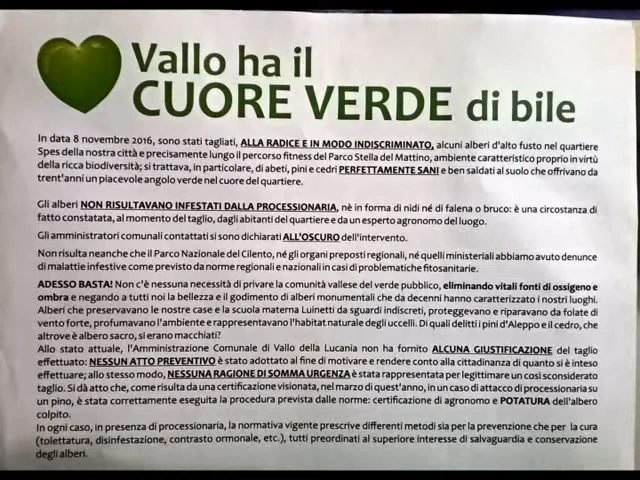 Vallo ha il
CUORE VERDE di bile
In data 8 novembre 2016, sono stati tagliati, ALLA RADICE E IN MODO INDISCRIMINATO, alcuni alberi d'alto fusto nel quartiere
Spes della nostra città e precisamente lungo il percorso fitness del Parco Stella del Mattino, ambiente caratteristico proprio in virtù
della ricca biodiversità; si trattava, in particolare, di abeti, pini e cedri PERFETTAMENTE SANI e ben saldati al suolo che offrivano da
trent'anni un piacevole angolo verde nel cuore del quartiere.
Gli alberi NON RISULTAVANO INFESTATI DALLA PROCESSIONARIA, nè in forma di nidi né di falena o bruco: è una circostanza di
fatto constatata, al momento del taglio, dagli abitanti del quartiere e da un esperto agronomo del luogo.
Gli amministratori comunali contattati si sono dichiarati ALL'OSCURO dell'intervento.
Non risulta neanche che il Parco Nazionale del Cilento, né gli organi preposti regionali, né quelli ministeriali abbiamo avuto denunce
di malattie infestive come previsto da norme regionali e nazionali in casi di problematiche fitosanitarie.
ADESSO BASTA! Non c'è nessuna necessità di privare la comunità vallese del verde pubblico, eliminando vitali fonti di ossigeno e
ombra e negando a tutti noi la bellezza e il godimento di alberi monumentali che da decenni hanno caratterizzato i nostri luoghi.
Alberi che preservavano le nostre case e la scuola materna Luinetti da sguardi indiscreti, proteggevano e riparavano da folate di
vento forte, profumavano l'ambiente e rappresentavano l'habitat naturale degli uccelli. Di quali delitti i pini d'Aleppo e il cedro, che
altrove è albero sacro, si erano macchiati?
Allo stato attuale, l'Amministrazione Comunale di Vallo della Lucania non ha fornito ALCUNA GIUSTIFICAZIONE del taglio
effettuato: NESSUN ATTO PREVENTIVO è stato adottato al fine di motivare e rendere conto alla cittadinanza di quanto si è inteso
effettuare; allo stesso modo, NESSUNA RAGIONE DI SOMMA URGENZA è stata rappresentata per legittimare un così sconsiderato
taglio. Si dà atto che, come risulta da una certificazione visionata, nel marzo di quest'anno, in un caso di attacco di processionaria su
un pino, è stata correttamente eseguita la procedura prevista dalle norme: certificazione di agronomo e POTATURA dell'albero
colpito.
In ogni caso, in presenza di processionaria, la normativa vigente prescrive differenti metodi sia per la prevenzione che per la cura
(tolettatura, disinfestazione, contrasto ormonale, etc.), tutti preordinati al superiore interesse di salvaguardia e conservazione
degli alberi.